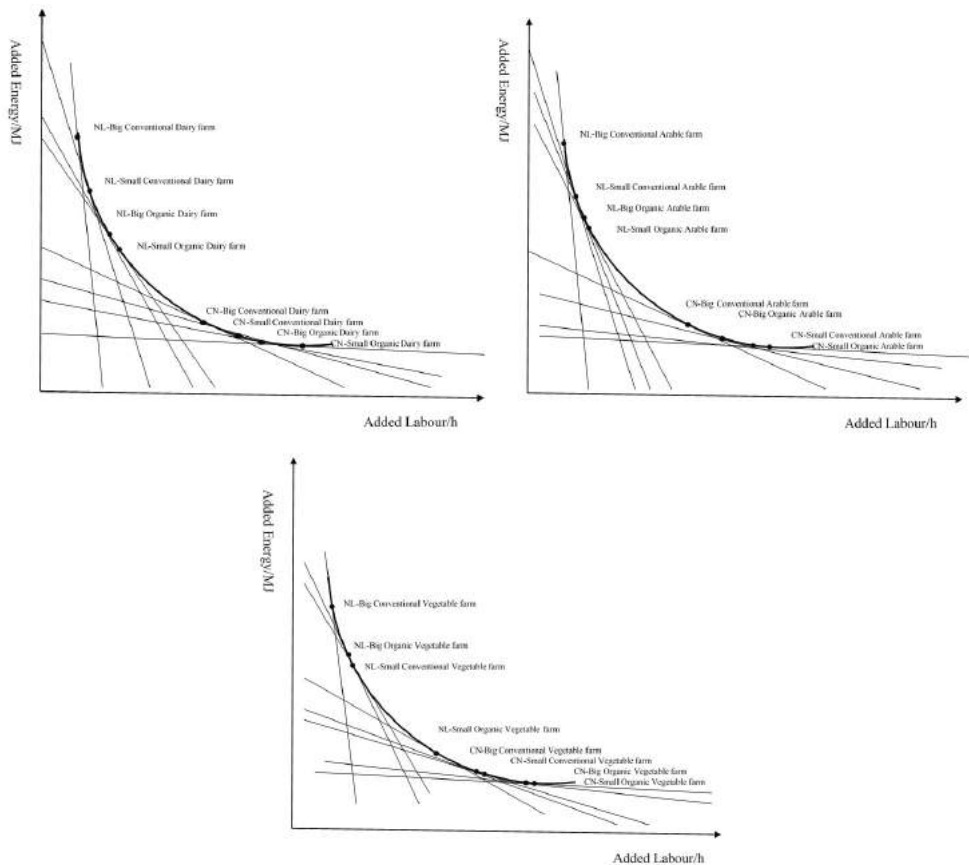 Added Energy/MJ
NL-Big Conventional Dairy farm
NL-Small Conventional Dairy farm
NL-Big Organic Dairy farm
NL-Small Organic Dairy farm
CN-Big Conventional Dairy farm
CN-Small Conventional Dairy farm
CN-Big Organic Dairy farm
CN-Small Organic Dairy farm
Added Labour/h
Added Energy/MJ
NL-Big Conventional Arable farm
NL-Small Conventional Arable farm
NL-Big Organic Arable farm
NL-Small Organic Arable farm
CN-Big Conventional Arable farm
CN-Big Organic Arable farm
CN-Small Conventional Arable farm
CN-Small Organic Arable farm
Added Labour/h
Added Energy/MJ
NL-Big Conventional Vegetable farm
NL-Big Organic Vegetable farm
NL-Small Conventional Vegetable farm
NL-Small Organic Vegetable farm
CN-Big Conventional Vegetable farm
CN-Small Conventional Vegetable farm
CN-Big Organic Vegetable farm
CN-Small Organic Vegetable farm
Added Labour/h